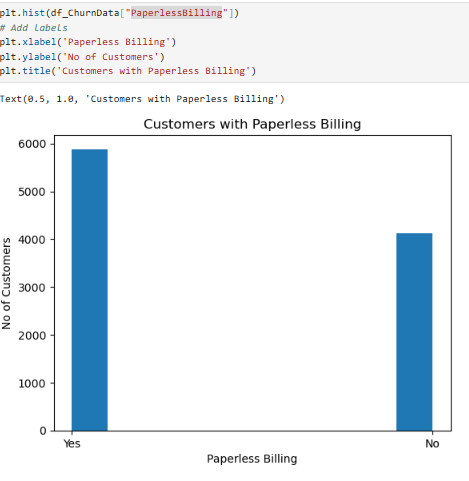 plt.hist(df_ChurnData["PaperlessBilling"])
# Add Labels
plt.xlabel('Paperless Billing')
plt.ylabel('No of Customers')
plt.title('Customers with Paperless Billing')
Text(0.5, 1.0, 'Customers with Paperless Billing')
Customers with Paperless Billing
6000
5000
4000
3000
2000
1000
0
No of Customers
Yes
No
Paperless Billing